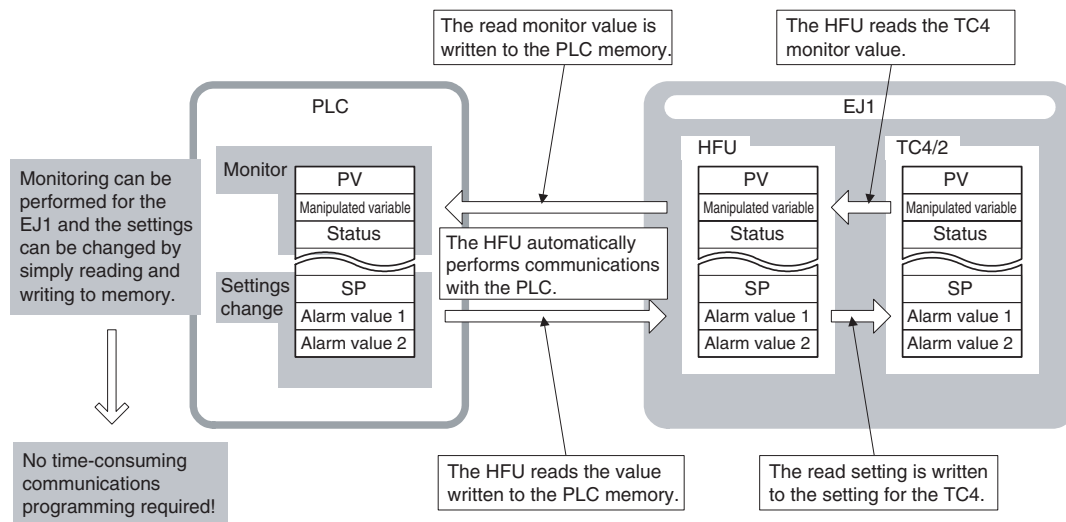 The read monitor value is
written to the PLC memory.
The HFU reads the TC4
monitor value.
PLC
EJ1
Monitoring can be
performed for the
EJ1 and the settings
can be changed by
simply reading and
writing to memory.
Monitor
PV
Manipulated variable
Status
Settings
change
SP
Alarm value 1
Alarm value 2
The HFU automatically
performs communications
with the PLC.
HFU
PV
Manipulated variable
Status
SP
Alarm value 1
Alarm value 2
TC4/2
PV
Manipulated variable
Status
SP
Alarm value 1
Alarm value 2
No time-consuming
communications
programming required!
The HFU reads the value
written to the PLC memory.
The read setting is written
to the setting for the TC4.